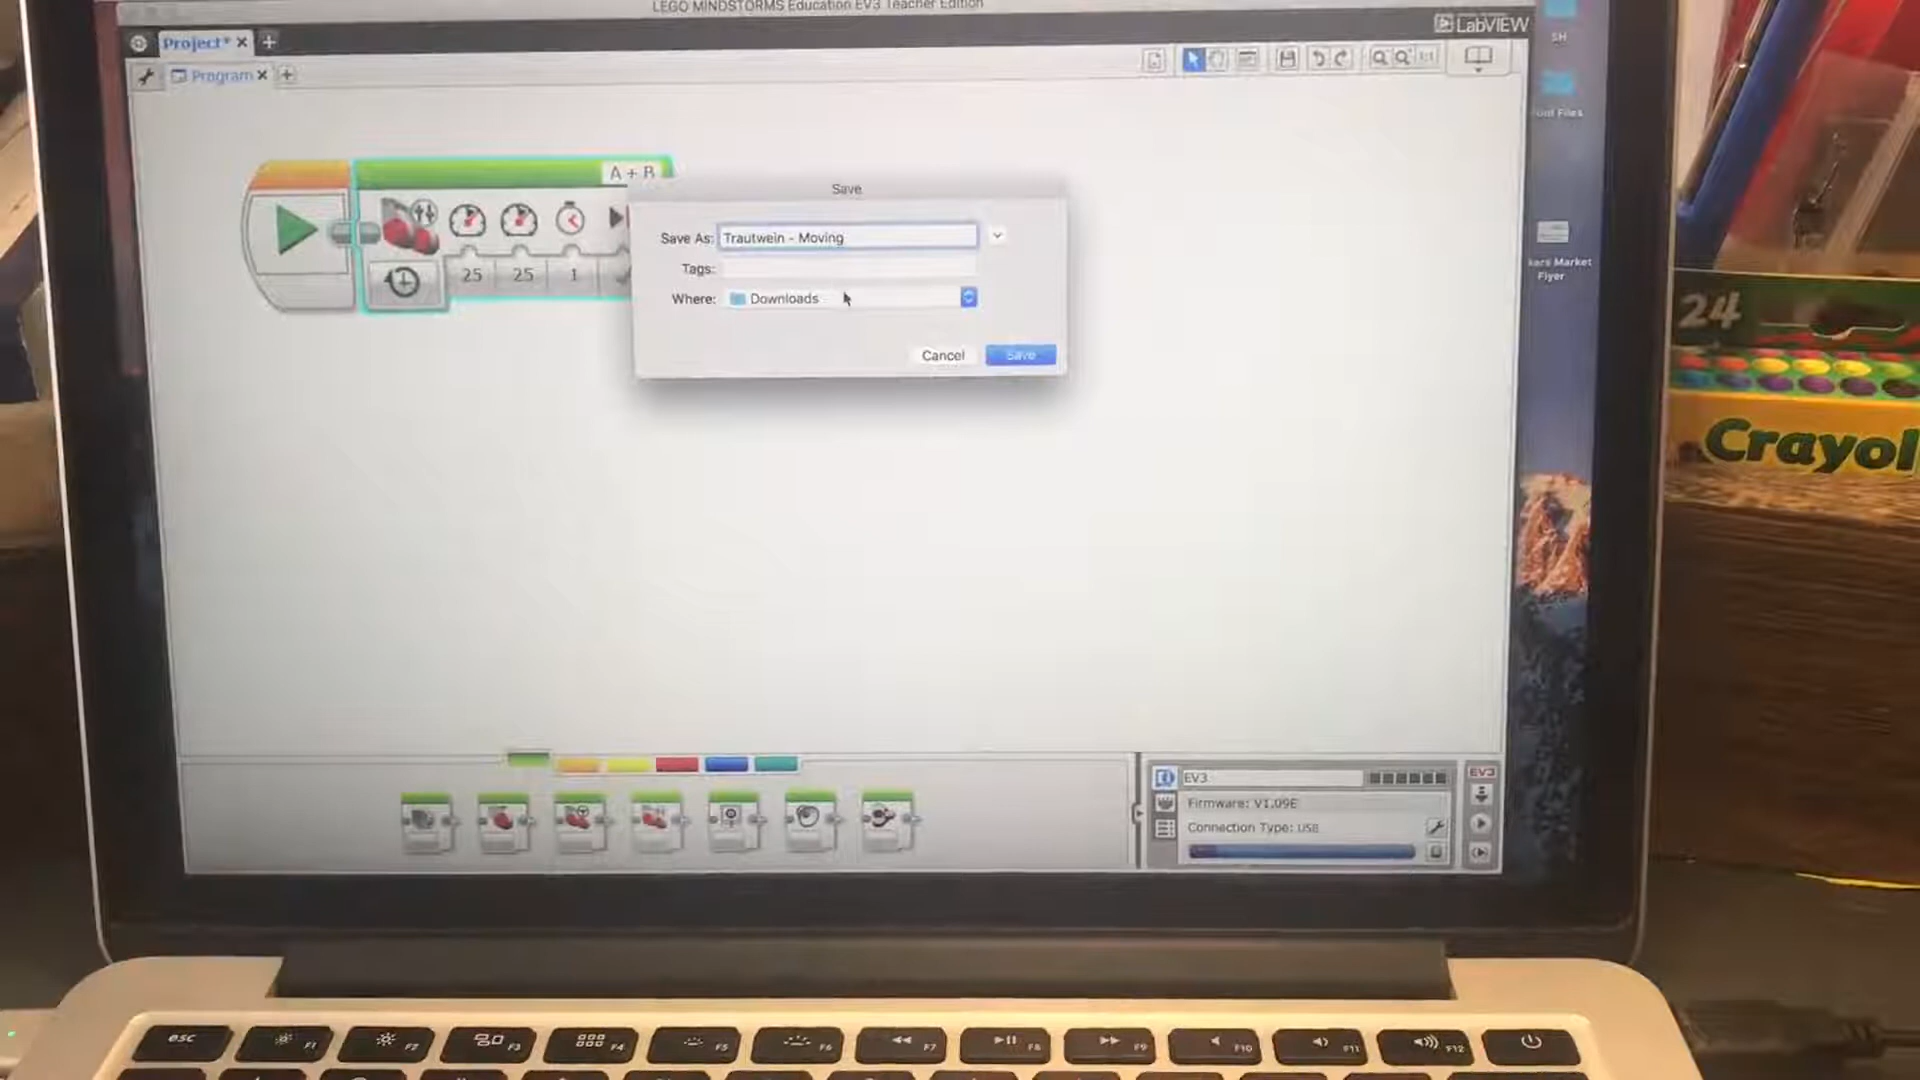 LEGO MINDSTORMS Education EV3 Teacher Edition
LabVIEW
Project*
Program
SH
A + B
25
25
1
Save
Save As:
Trautwein - Moving
Tags:
Where:
Downloads
Cancel
Save
Files
Market
Flyer
24
Crayol
EV3
EV3
Firmware: V1.09E
Connection Type: USB
esc
F1
F2
F3
F4
F5
F6
F7
F8
F9
F10
F11
F12